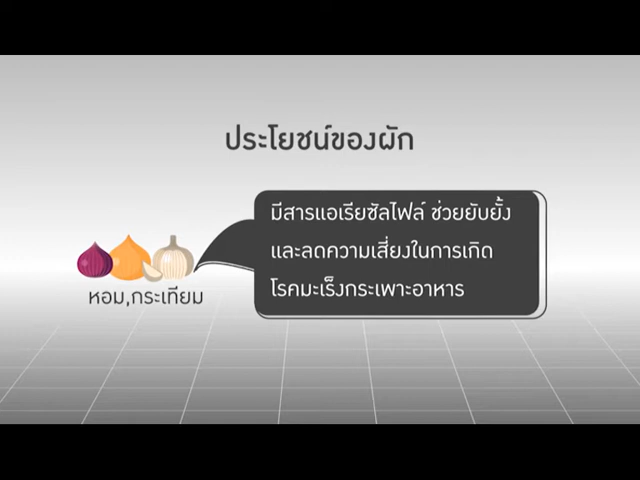 ประโยชน์ของผัก
มีสารแอเรียซัลไฟล์ ช่วยยับยั้ง
และลดความเสี่ยงในการเกิด
โรคมะเร็งกระเพาะอาหาร
หอม,กระเทียม